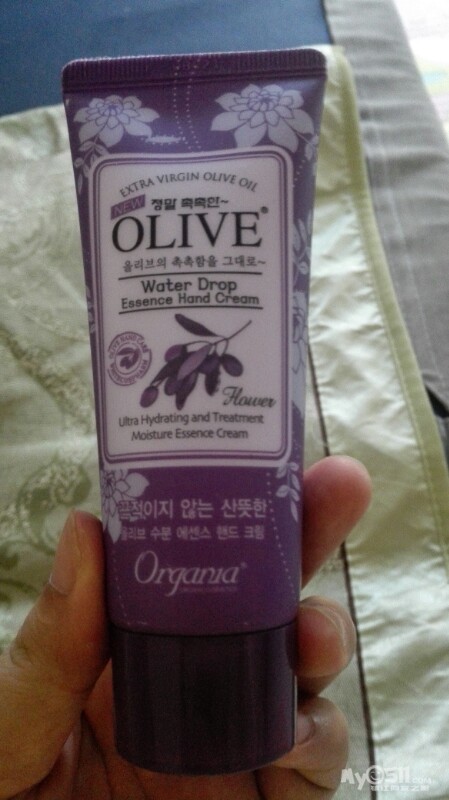 EXTRA VIRGIN OLIVE OIL
NEW 정말 촉촉한~
OLIVE®
올리브의 촉촉함을 그대로~
Water Drop
Essence Hand Cream
Flower
Ultra Hydrating and Treatment
Moisture Essence Cream
끈적이지 않는 산뜻한
올리브 수분 에센스 핸드 크림
Organia®